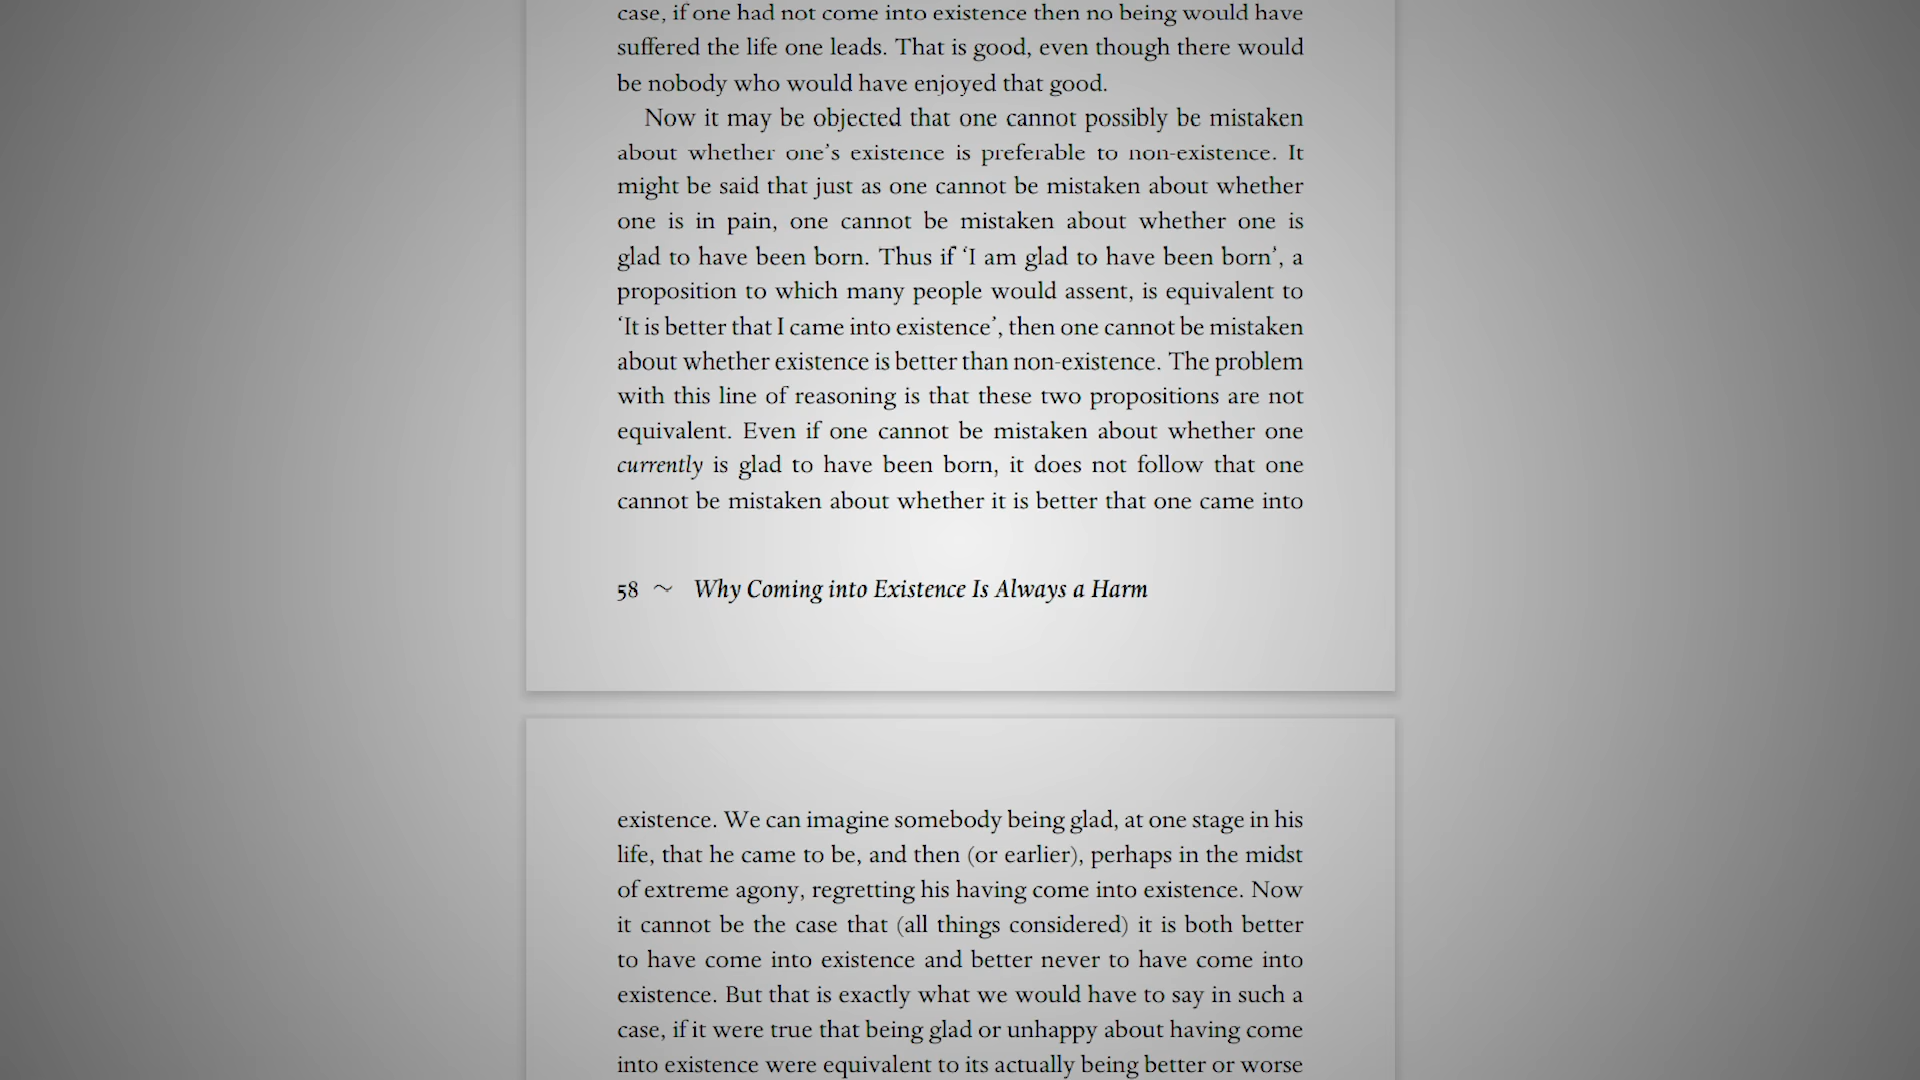 case, if one had not come into existence then no being would have
suffered the life one leads. That is good, even though there would
be nobody who would have enjoyed that good.
Now it may be objected that one cannot possibly be mistaken
about whether one’s existence is preferable to non-existence. It
might be said that just as one cannot be mistaken about whether
one is in pain, one cannot be mistaken about whether one is
glad to have been born. Thus if ‘I am glad to have been born’, a
proposition to which many people would assent, is equivalent to
‘It is better that I came into existence’, then one cannot be mistaken
about whether existence is better than non-existence. The problem
with this line of reasoning is that these two propositions are not
equivalent. Even if one cannot be mistaken about whether one
currently is glad to have been born, it does not follow that one
cannot be mistaken about whether it is better that one came into
58 ~ Why Coming into Existence Is Always a Harm
existence. We can imagine somebody being glad, at one stage in his
life, that he came to be, and then (or earlier), perhaps in the midst
of extreme agony, regretting his having come into existence. Now
it cannot be the case that (all things considered) it is both better
to have come into existence and better never to have come into
existence. But that is exactly what we would have to say in such a
case, if it were true that being glad or unhappy about having come
into existence were equivalent to its actually being better or worse